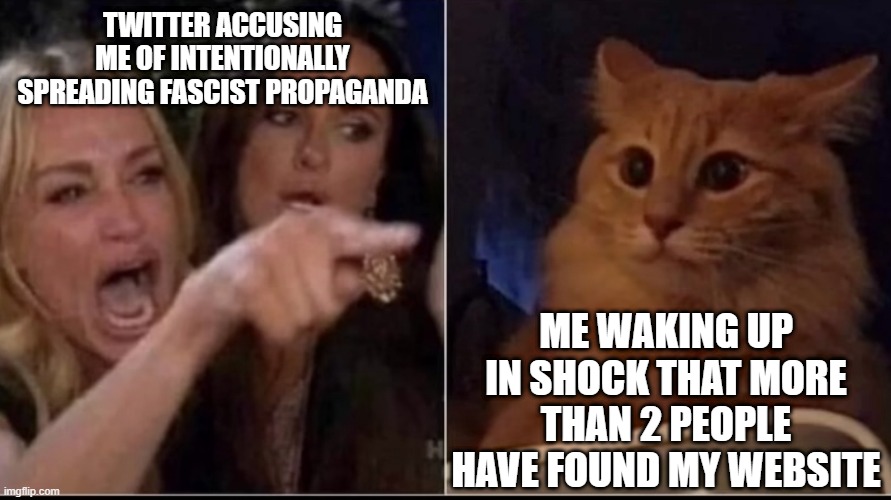 TWITTER ACCUSING
ME OF INTENTIONALLY
SPREADING FASCIST PROPAGANDA
ME WAKING UP
IN SHOCK THAT MORE
THAN 2 PEOPLE
HAVE FOUND MY WEBSITE
imgflip.com